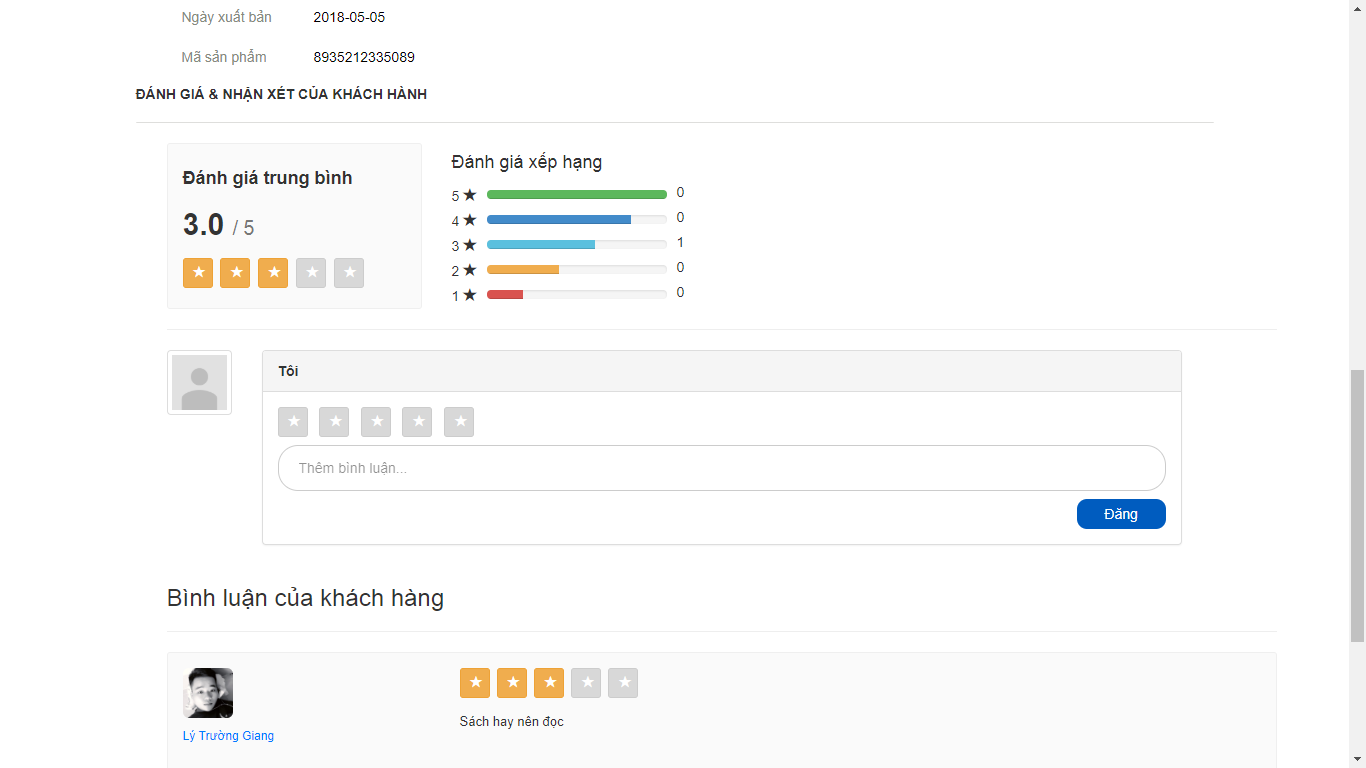 Ngày xuất bản 2018-05-05
Mã sản phẩm 8935212335089
ĐÁNH GIÁ & NHẬN XÉT CỦA KHÁCH HÀNH
Đánh giá trung bình
3.0 / 5
Đánh giá xếp hạng
5 ★ 0
4 ★ 0
3 ★ 1
2 ★ 0
1 ★ 0
Tôi
Thêm bình luận...
Đăng
Bình luận của khách hàng
Lý Trường Giang
Sách hay nên đọc